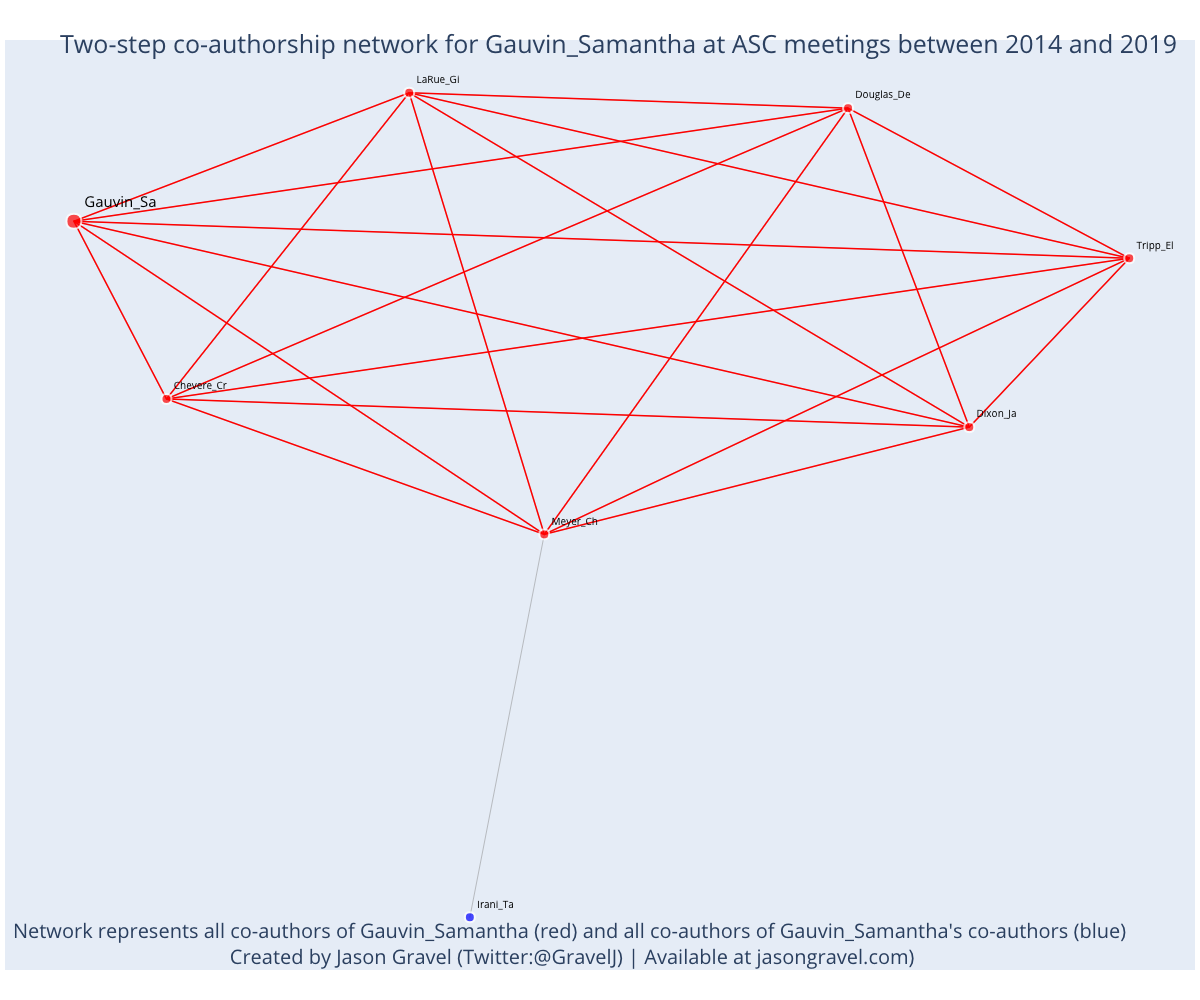 Two-step co-authorship network for Gauvin_Samantha at ASC meetings between 2014 and 2019
LaRue_Gi
Douglas_De
Gauvin_Sa
Tripp_El
Chevere_Cr
Dixon_Ja
Meyer_Ch
Irani_Ta
Network represents all co-authors of Gauvin_Samantha (red) and all co-authors of Gauvin_Samantha's co-authors (blue)
Created by Jason Gravel (Twitter:@GravelJ) | Available at jasongravel.com)